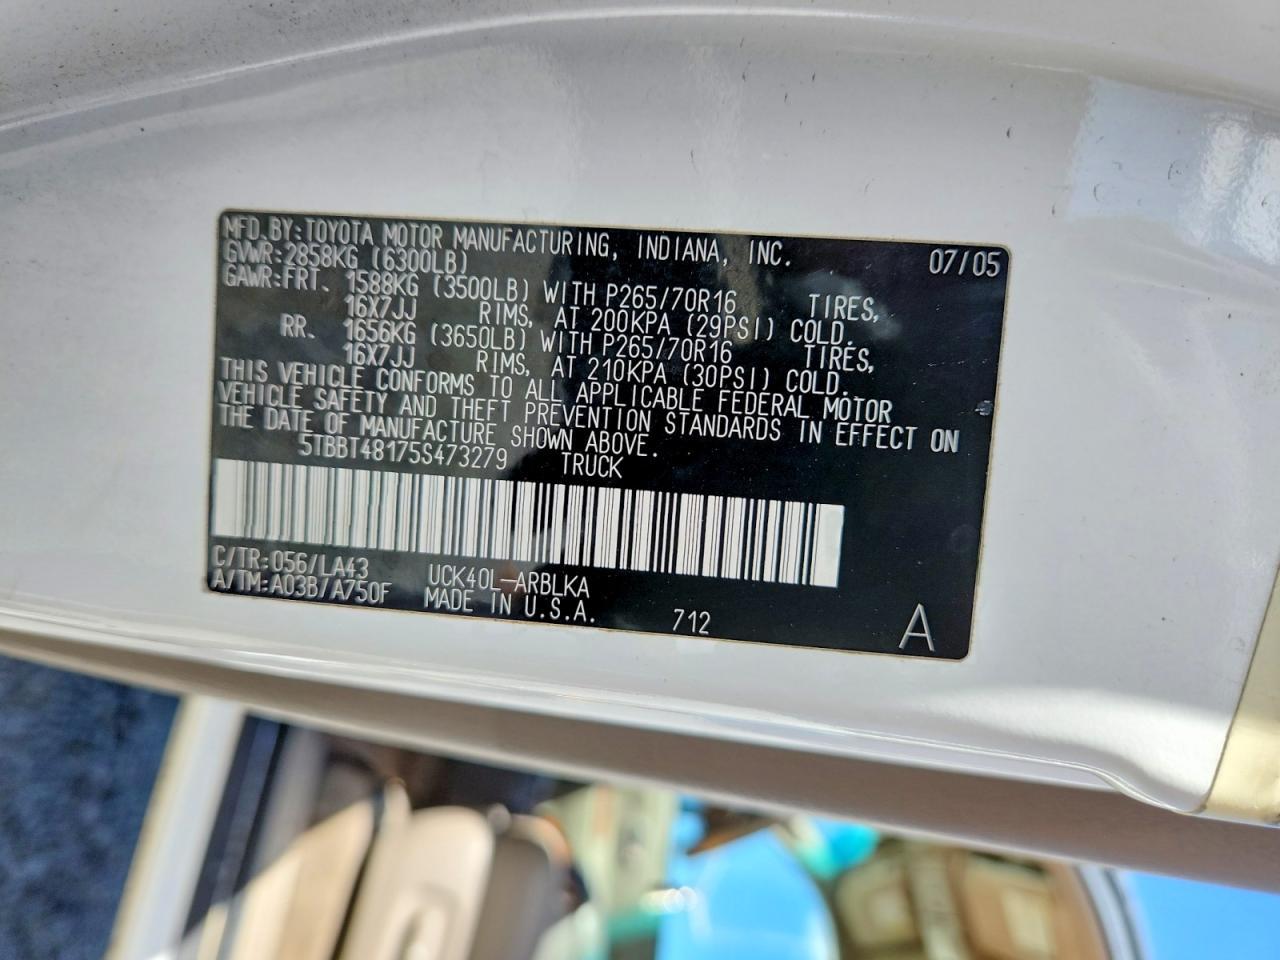 MFD. BY: TOYOTA MOTOR MANUFACTURING, INDIANA, INC. 07/05
GVWR: 2858KG (6300LB)
GAWR: FRT. 1588KG (3500LB) WITH P265/70R16 TIRES,
16X7JJ RIMS, AT 200KPA (29PSI) COLD.
RR. 1656KG (3650LB) WITH P265/70R16 TIRES,
16X7JJ RIMS, AT 210KPA (30PSI) COLD.
THIS VEHICLE CONFORMS TO ALL APPLICABLE FEDERAL MOTOR
VEHICLE SAFETY AND THEFT PREVENTION STANDARDS IN EFFECT ON
THE DATE OF MANUFACTURE SHOWN ABOVE.
5TBBT48175S473279 TRUCK
C/TR: 056/LA43 UCK40L-ARBLKA
A/TM: A03B/A750F MADE IN U.S.A. 712 A